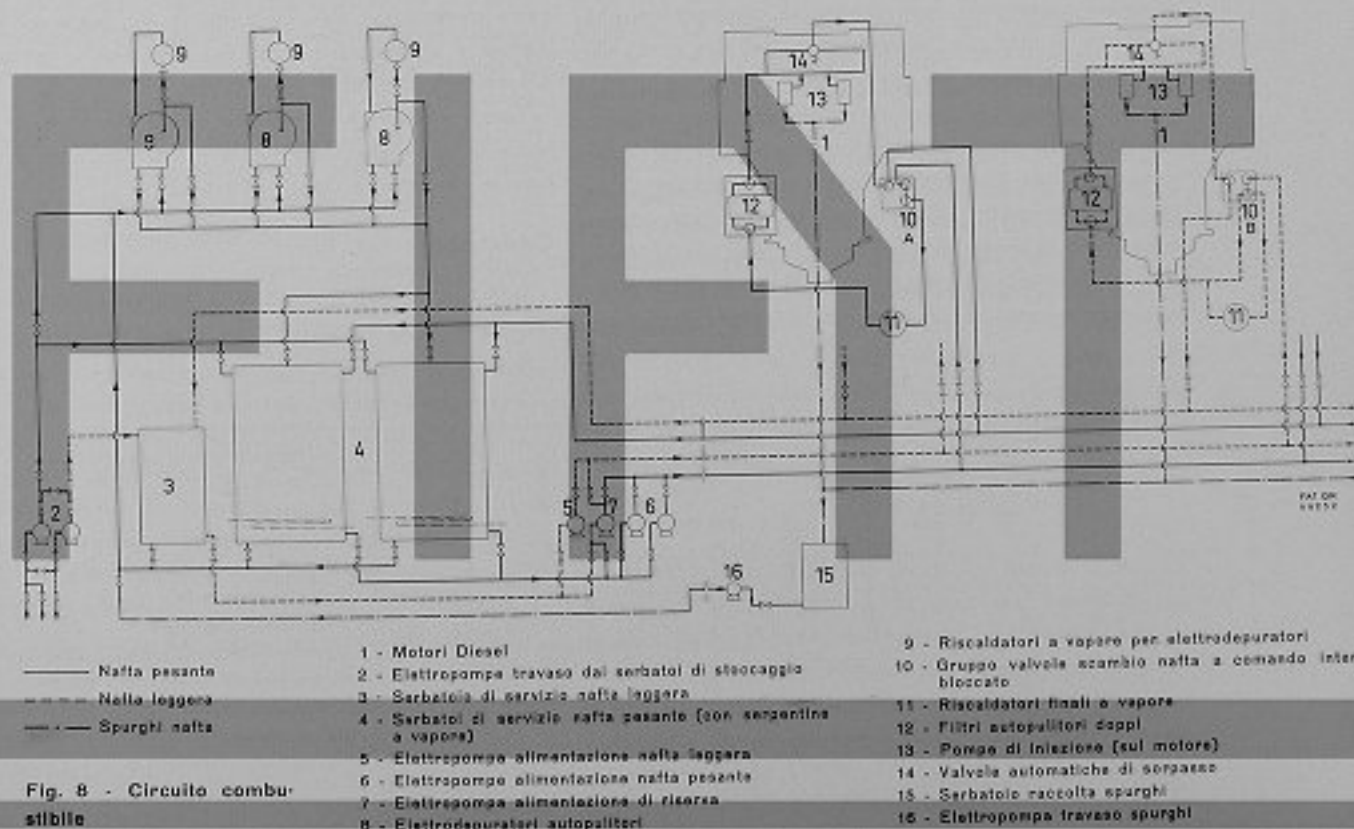 9 9 9
14 14
13 13
9 8 8
1 1
12 12
10 A 10 B
11 11
4
3
2 5 7 6
16 15
Nafta pesante
Nafta leggera
Spurghi nafta
Fig. 8 - Circuito combu-
stibile
1 - Motori Diesel
2 - Elettropompe travaso dai serbatoi di stoccaggio
3 - Serbatoio di servizio nafta leggera
4 - Serbatoi di servizio nafta pesante (con serpentine
a vapore)
5 - Elettropompa alimentazione nafta leggera
6 - Elettropompe alimentazione nafta pesante
7 - Elettropompa alimentazione di riserva
8 - Elettrodepuratori autopulitori
9 - Riscaldatori a vapore per elettrodepuratori
10 - Gruppo valvole scambio nafta a comando inter
bloccato
11 - Riscaldatori finali a vapore
12 - Filtri autopulitori doppi
13 - Pompe di iniezione (sul motore)
14 - Valvole automatiche di sorpasso
15 - Serbatoio raccolta spurghi
16 - Elettropompa travaso spurghi